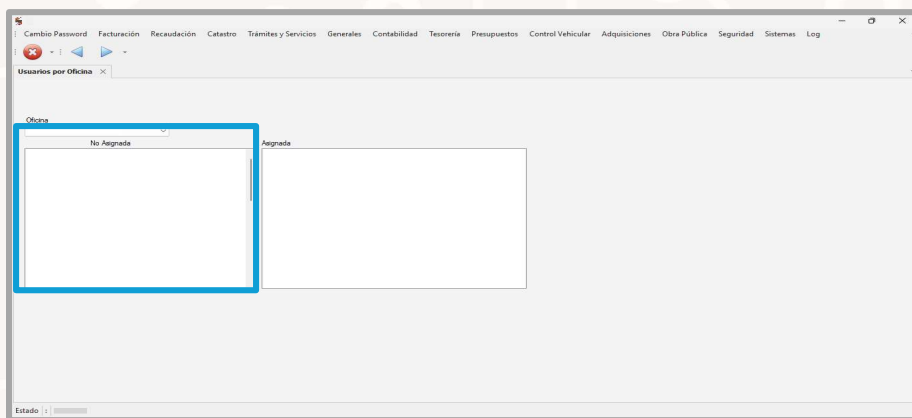 Cambio Password Facturación Recaudación Catastro Trámites y Servicios Generales Contabilidad Tesorería Presupuestos Control Vehicular Adquisiciones Obra Pública Seguridad Sistemas Log
Usuarios por Oficina
Oficina
No Asignada Asignada
Estado :